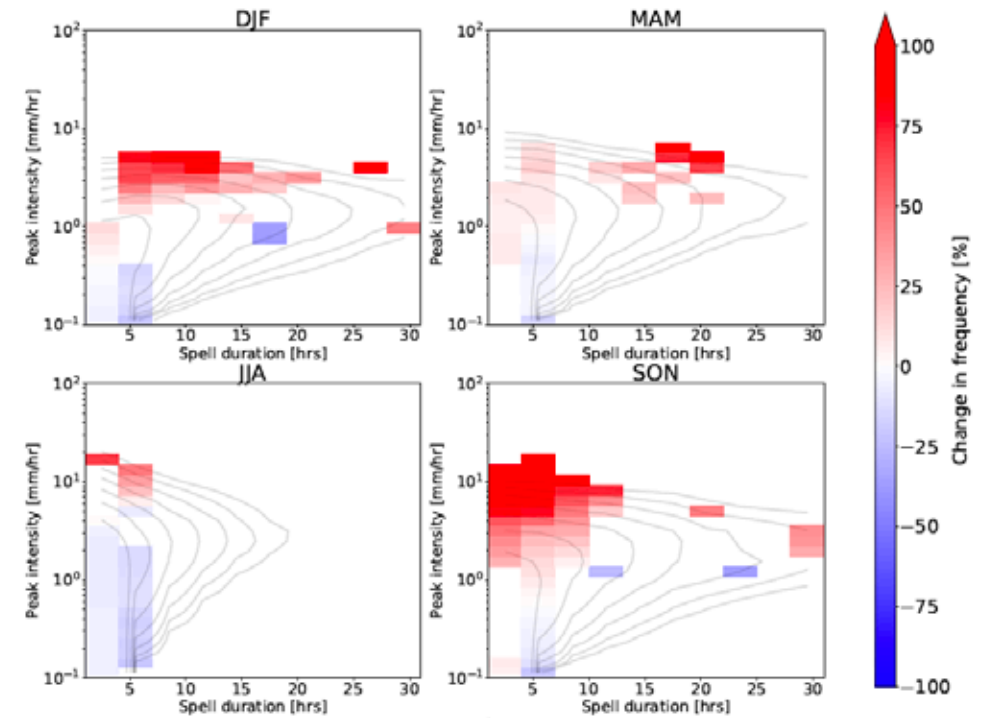 DJF
MAM
10²
10¹
10⁰
10⁻¹
Peak intensity [mm/hr]
5 10 15 20 25 30
Spell duration [hrs]
10²
10¹
10⁰
10⁻¹
Peak intensity [mm/hr]
5 10 15 20 25 30
Spell duration [hrs]
JJA
SON
10²
10¹
10⁰
10⁻¹
Peak intensity [mm/hr]
5 10 15 20 25 30
Spell duration [hrs]
10²
10¹
10⁰
10⁻¹
Peak intensity [mm/hr]
5 10 15 20 25 30
Spell duration [hrs]
100
75
50
25
0
−25
−50
−75
−100
Change in frequency [%]